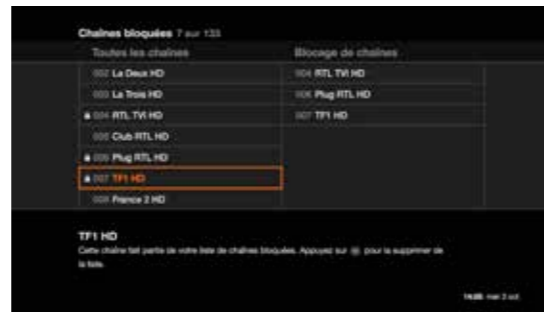 Chaînes bloquées 7 sur 133
Toutes les chaînes
Blocage de chaînes
002 La Deux HD
003 La Trois HD
004 RTL TVI HD
005 Club RTL HD
006 Plug RTL HD
007 TF1 HD
008 France 2 HD
004 RTL TVI HD
006 Plug RTL HD
007 TF1 HD
TF1 HD
Cette chaîne fait partie de votre liste de chaînes bloquées. Appuyez sur pour la supprimer de
la liste.
mar 3 oct.